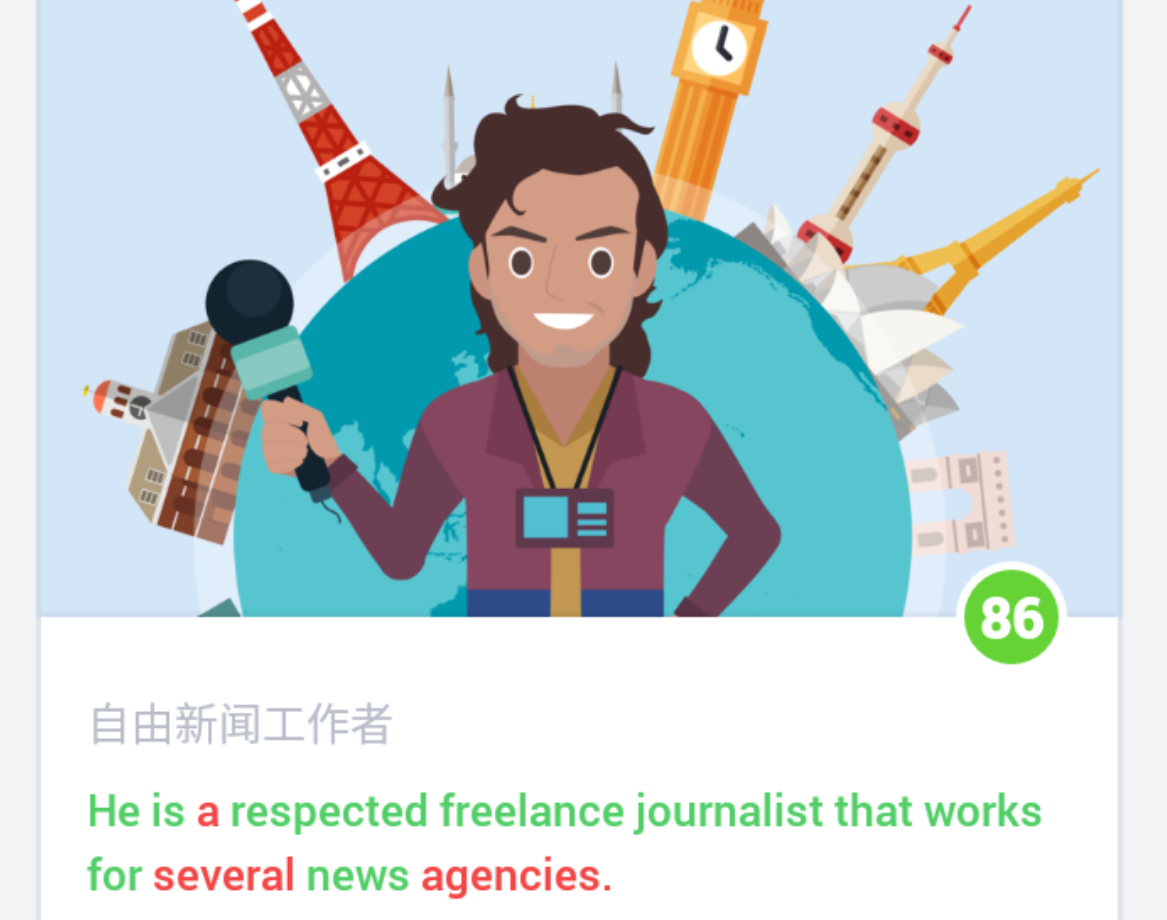 86
自由新闻工作者
He is a respected freelance journalist that works
for several news agencies.